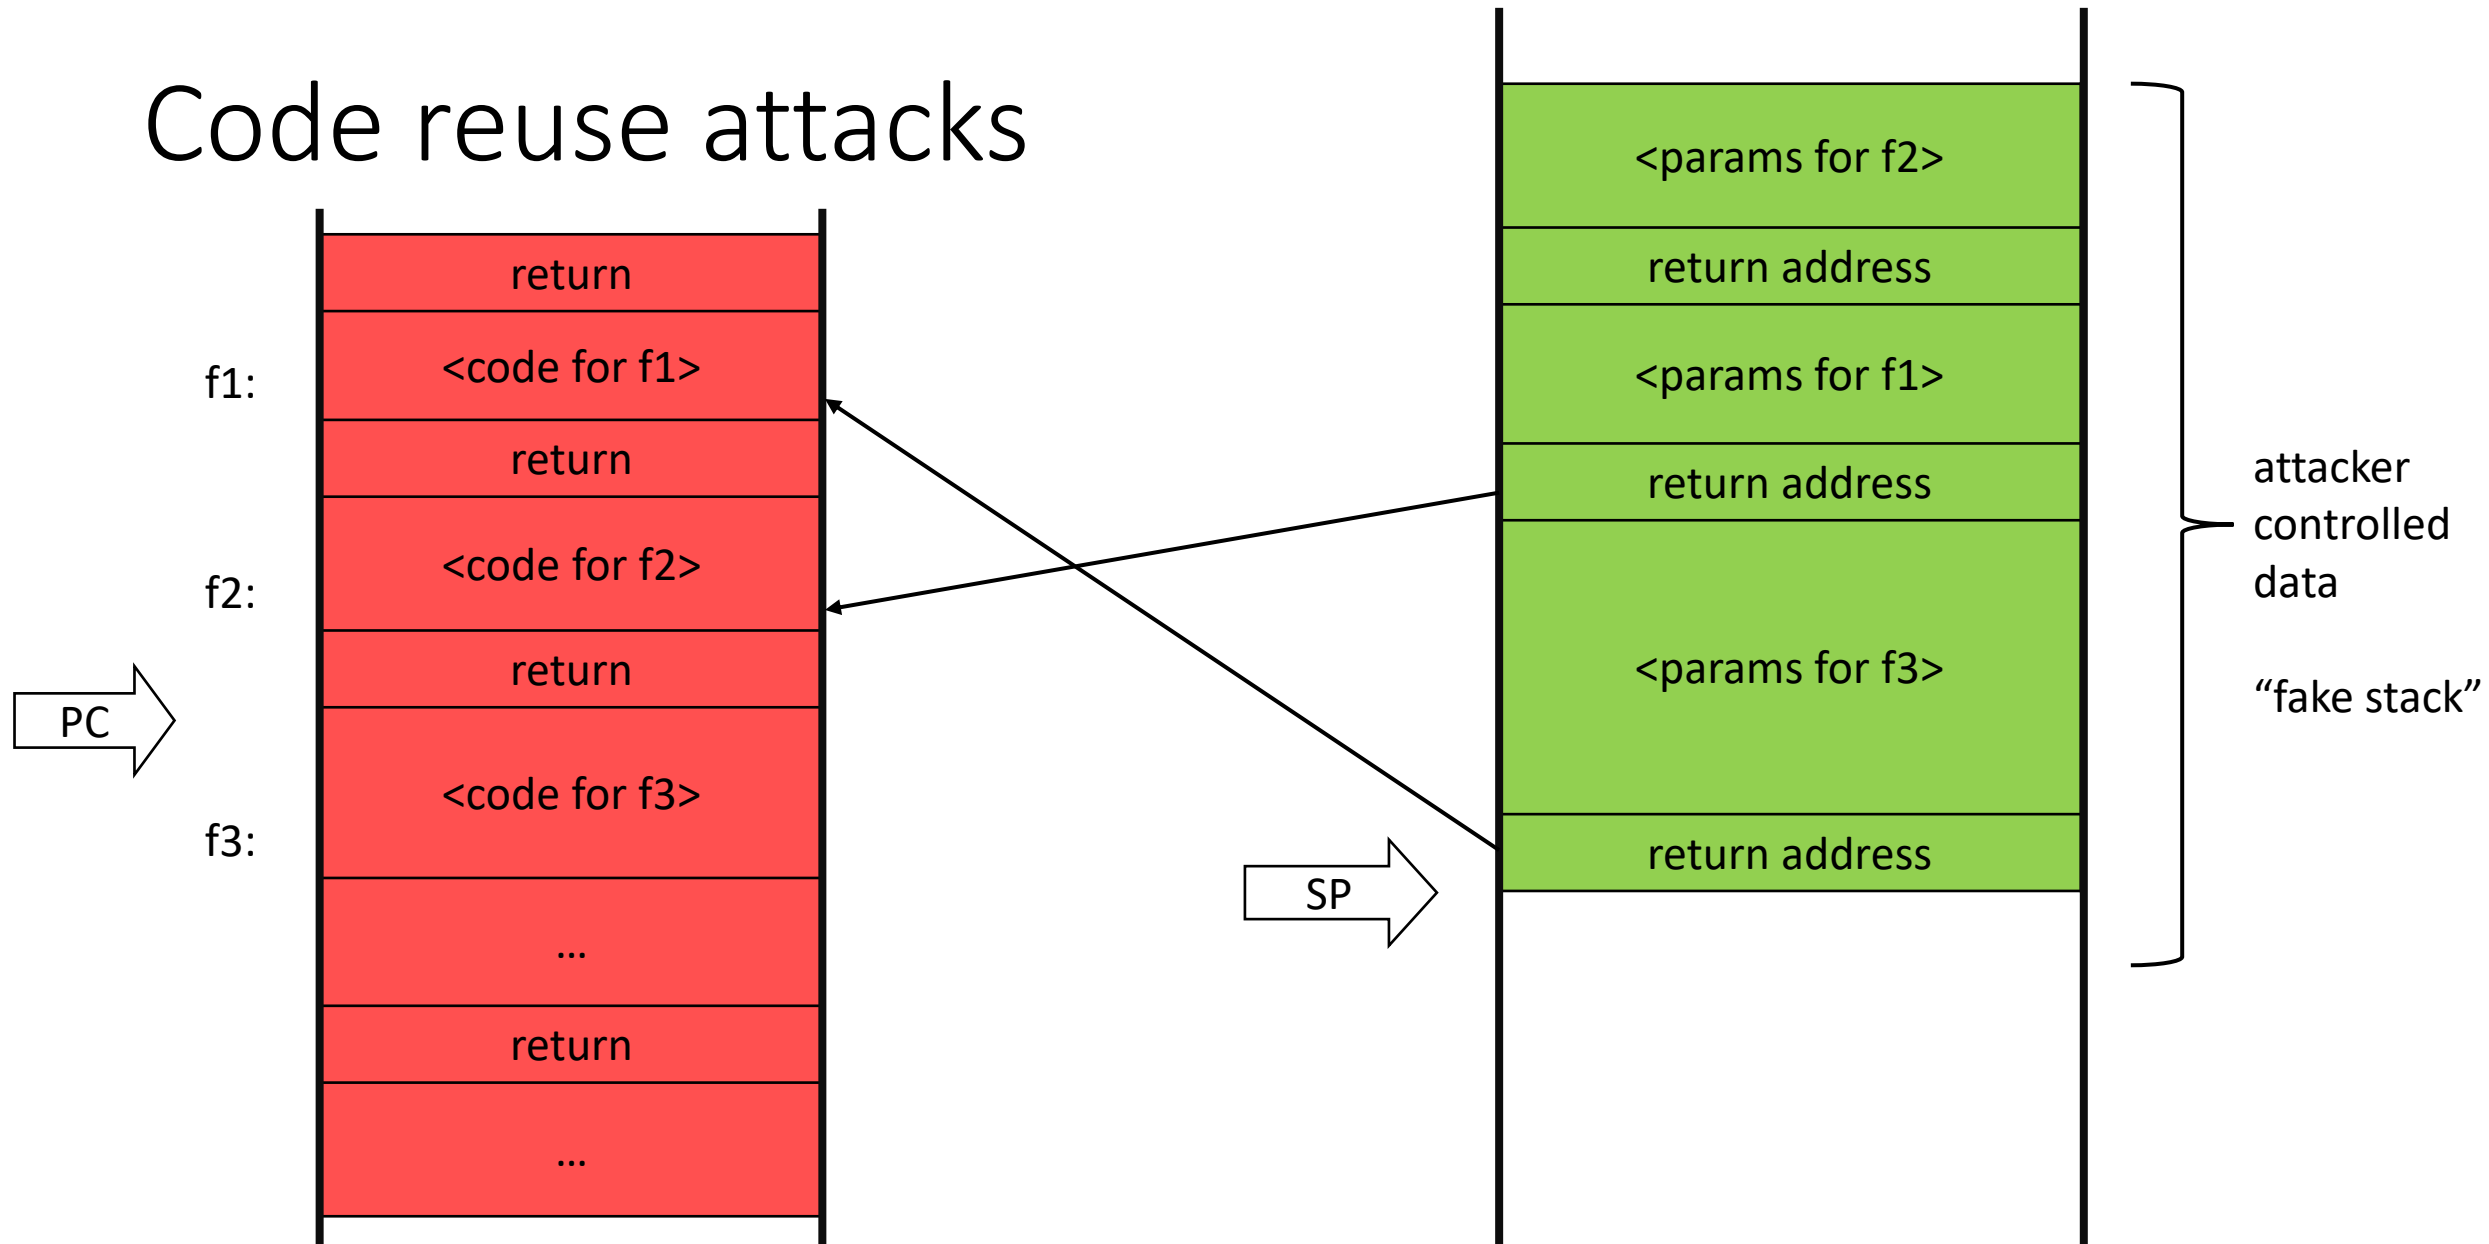 Code reuse attacks
return
f1:
<code for f1>
return
f2:
<code for f2>
return
PC
f3:
<code for f3>
...
return
...
<params for f2>
return address
<params for f1>
return address
<params for f3>
SP
return address
attacker
controlled
data
“fake stack”